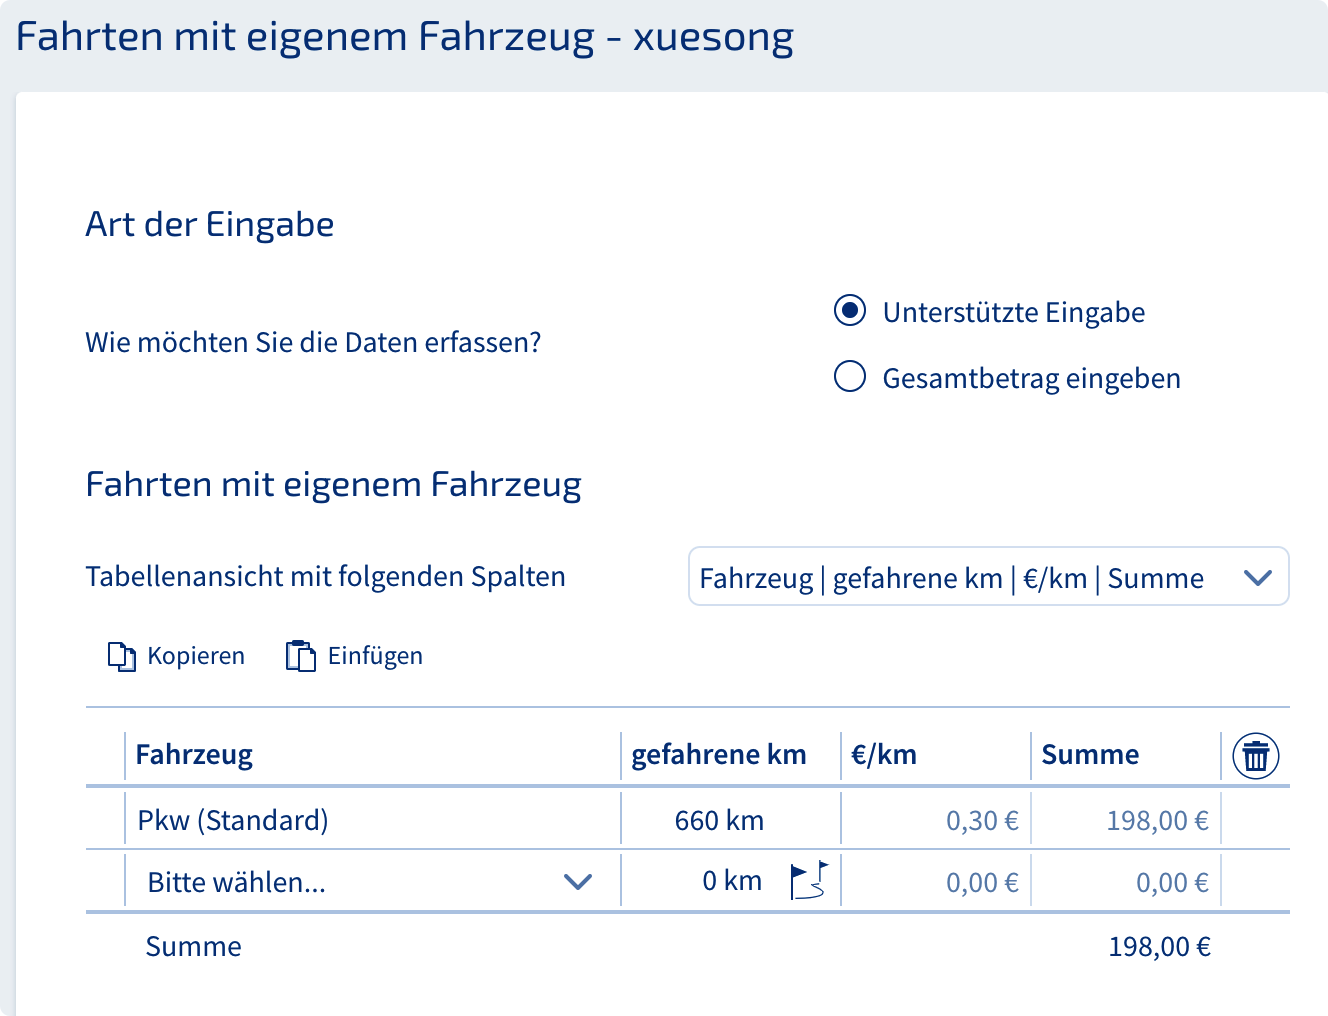 Fahrten mit eigenem Fahrzeug - xuesong
Art der Eingabe
Wie möchten Sie die Daten erfassen?
Unterstützte Eingabe
Gesamtbetrag eingeben
Fahrten mit eigenem Fahrzeug
Tabellenansicht mit folgenden Spalten
Fahrzeug | gefahrene km | €/km | Summe
Kopieren Einfügen
Fahrzeug gefahrene km €/km Summe
Pkw (Standard) 660 km 0,30 € 198,00 €
Bitte wählen... 0 km 0,00 € 0,00 €
Summe 198,00 €